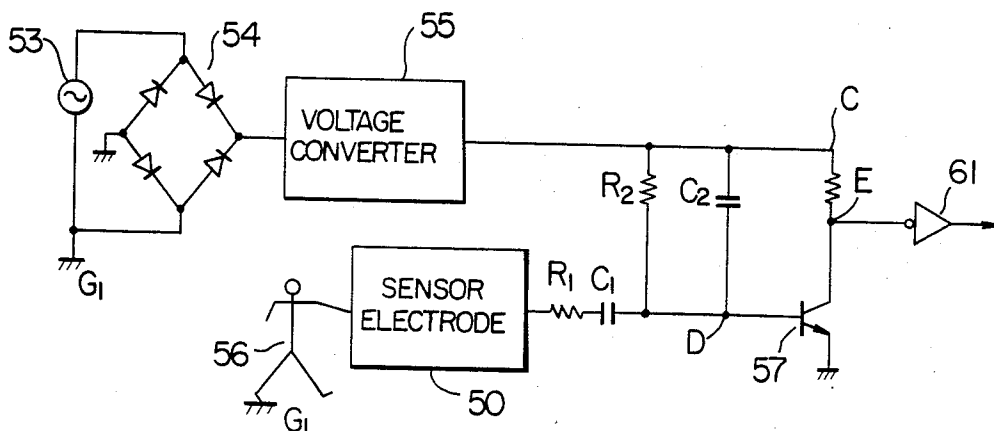 53
54
55
VOLTAGE
CONVERTER
C
R2
C2
E
61
G1
SENSOR
ELECTRODE
R1
C1
D
57
56
50
G1